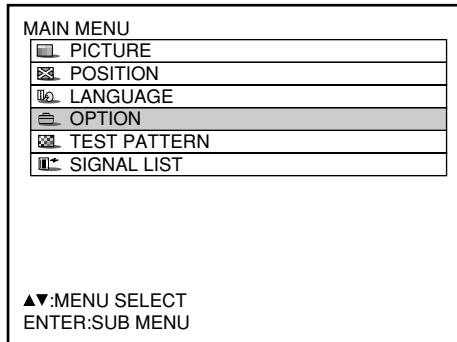 MAIN MENU
PICTURE
POSITION
LANGUAGE
OPTION
TEST PATTERN
SIGNAL LIST
▲▼:MENU SELECT
ENTER:SUB MENU